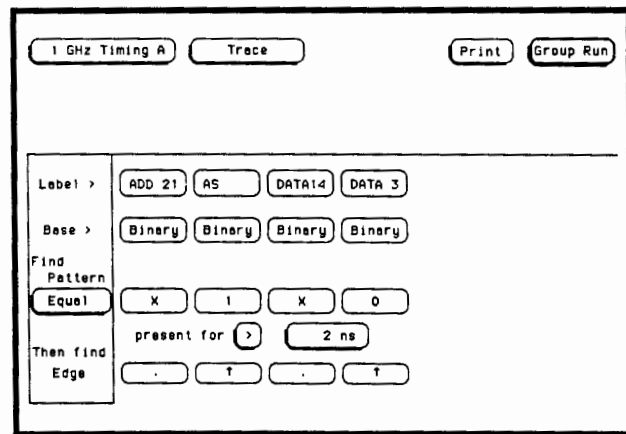 1 GHz Timing A Trace Print Group Run
Label > ADD 21 AS DATA14 DATA 3
Base > Binary Binary Binary Binary
Find
Pattern
Equal X 1 X 0
present for > 2 ns
Then find
Edge . ↑ . ↑